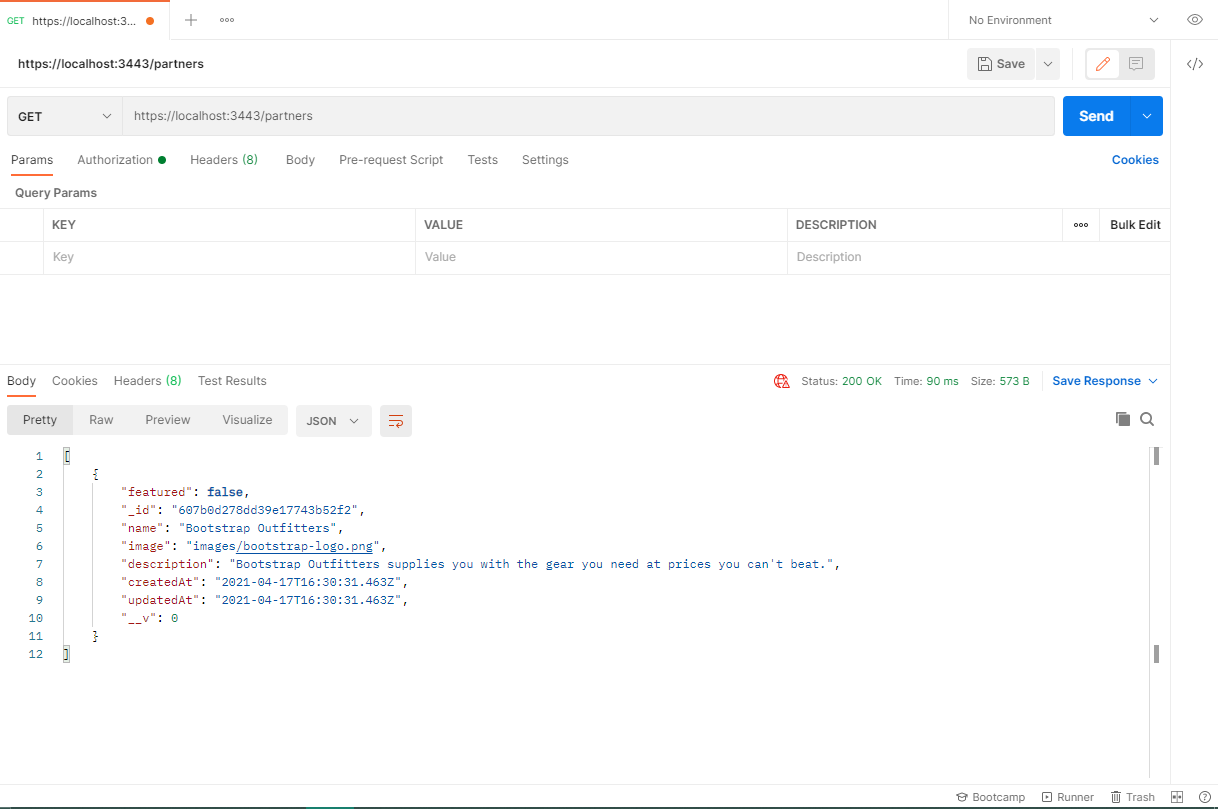 GET https://localhost:3... No Environment
https://localhost:3443/partners Save </>
GET https://localhost:3443/partners Send
Params Authorization Headers (8) Body Pre-request Script Tests Settings Cookies
Query Params
KEY VALUE DESCRIPTION Bulk Edit
Key Value Description
Body Cookies Headers (8) Test Results Status: 200 OK Time: 90 ms Size: 573 B Save Response
Pretty Raw Preview Visualize JSON
1 [
2 {
3 "featured": false,
4 "_id": "607b0d278dd39e17743b52f2",
5 "name": "Bootstrap Outfitters",
6 "image": "images/bootstrap-logo.png",
7 "description": "Bootstrap Outfitters supplies you with the gear you need at prices you can't beat.",
8 "createdAt": "2021-04-17T16:30:31.463Z",
9 "updatedAt": "2021-04-17T16:30:31.463Z",
10 "__v": 0
11 }
12 ]
Bootcamp Runner Trash